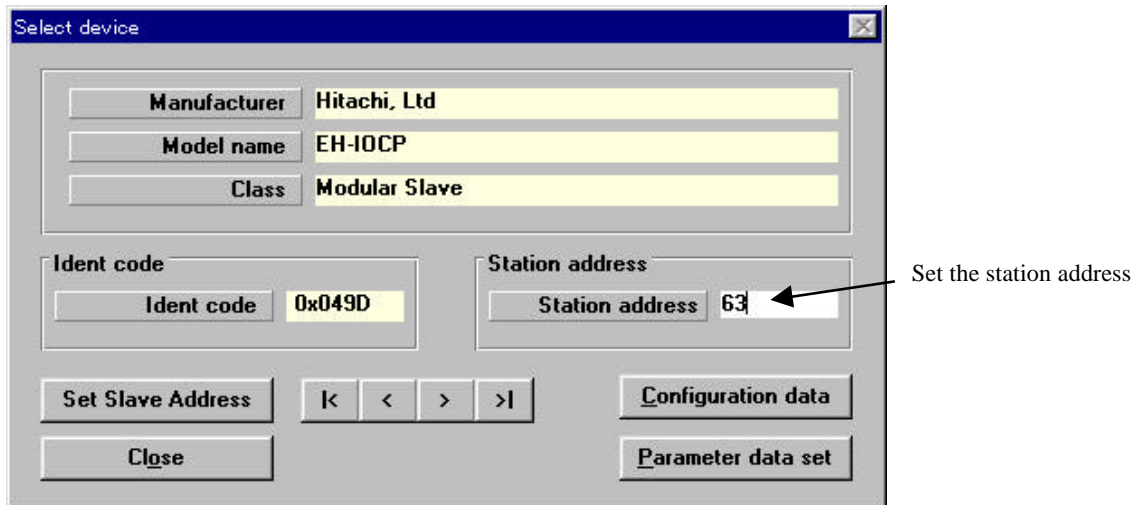 Select device
Manufacturer Hitachi, Ltd
Model name EH-IOCP
Class Modular Slave
Ident code
Ident code 0x049D
Station address
Station address 63
Set the station address
Set Slave Address |< < > >| Configuration data
Close Parameter data set